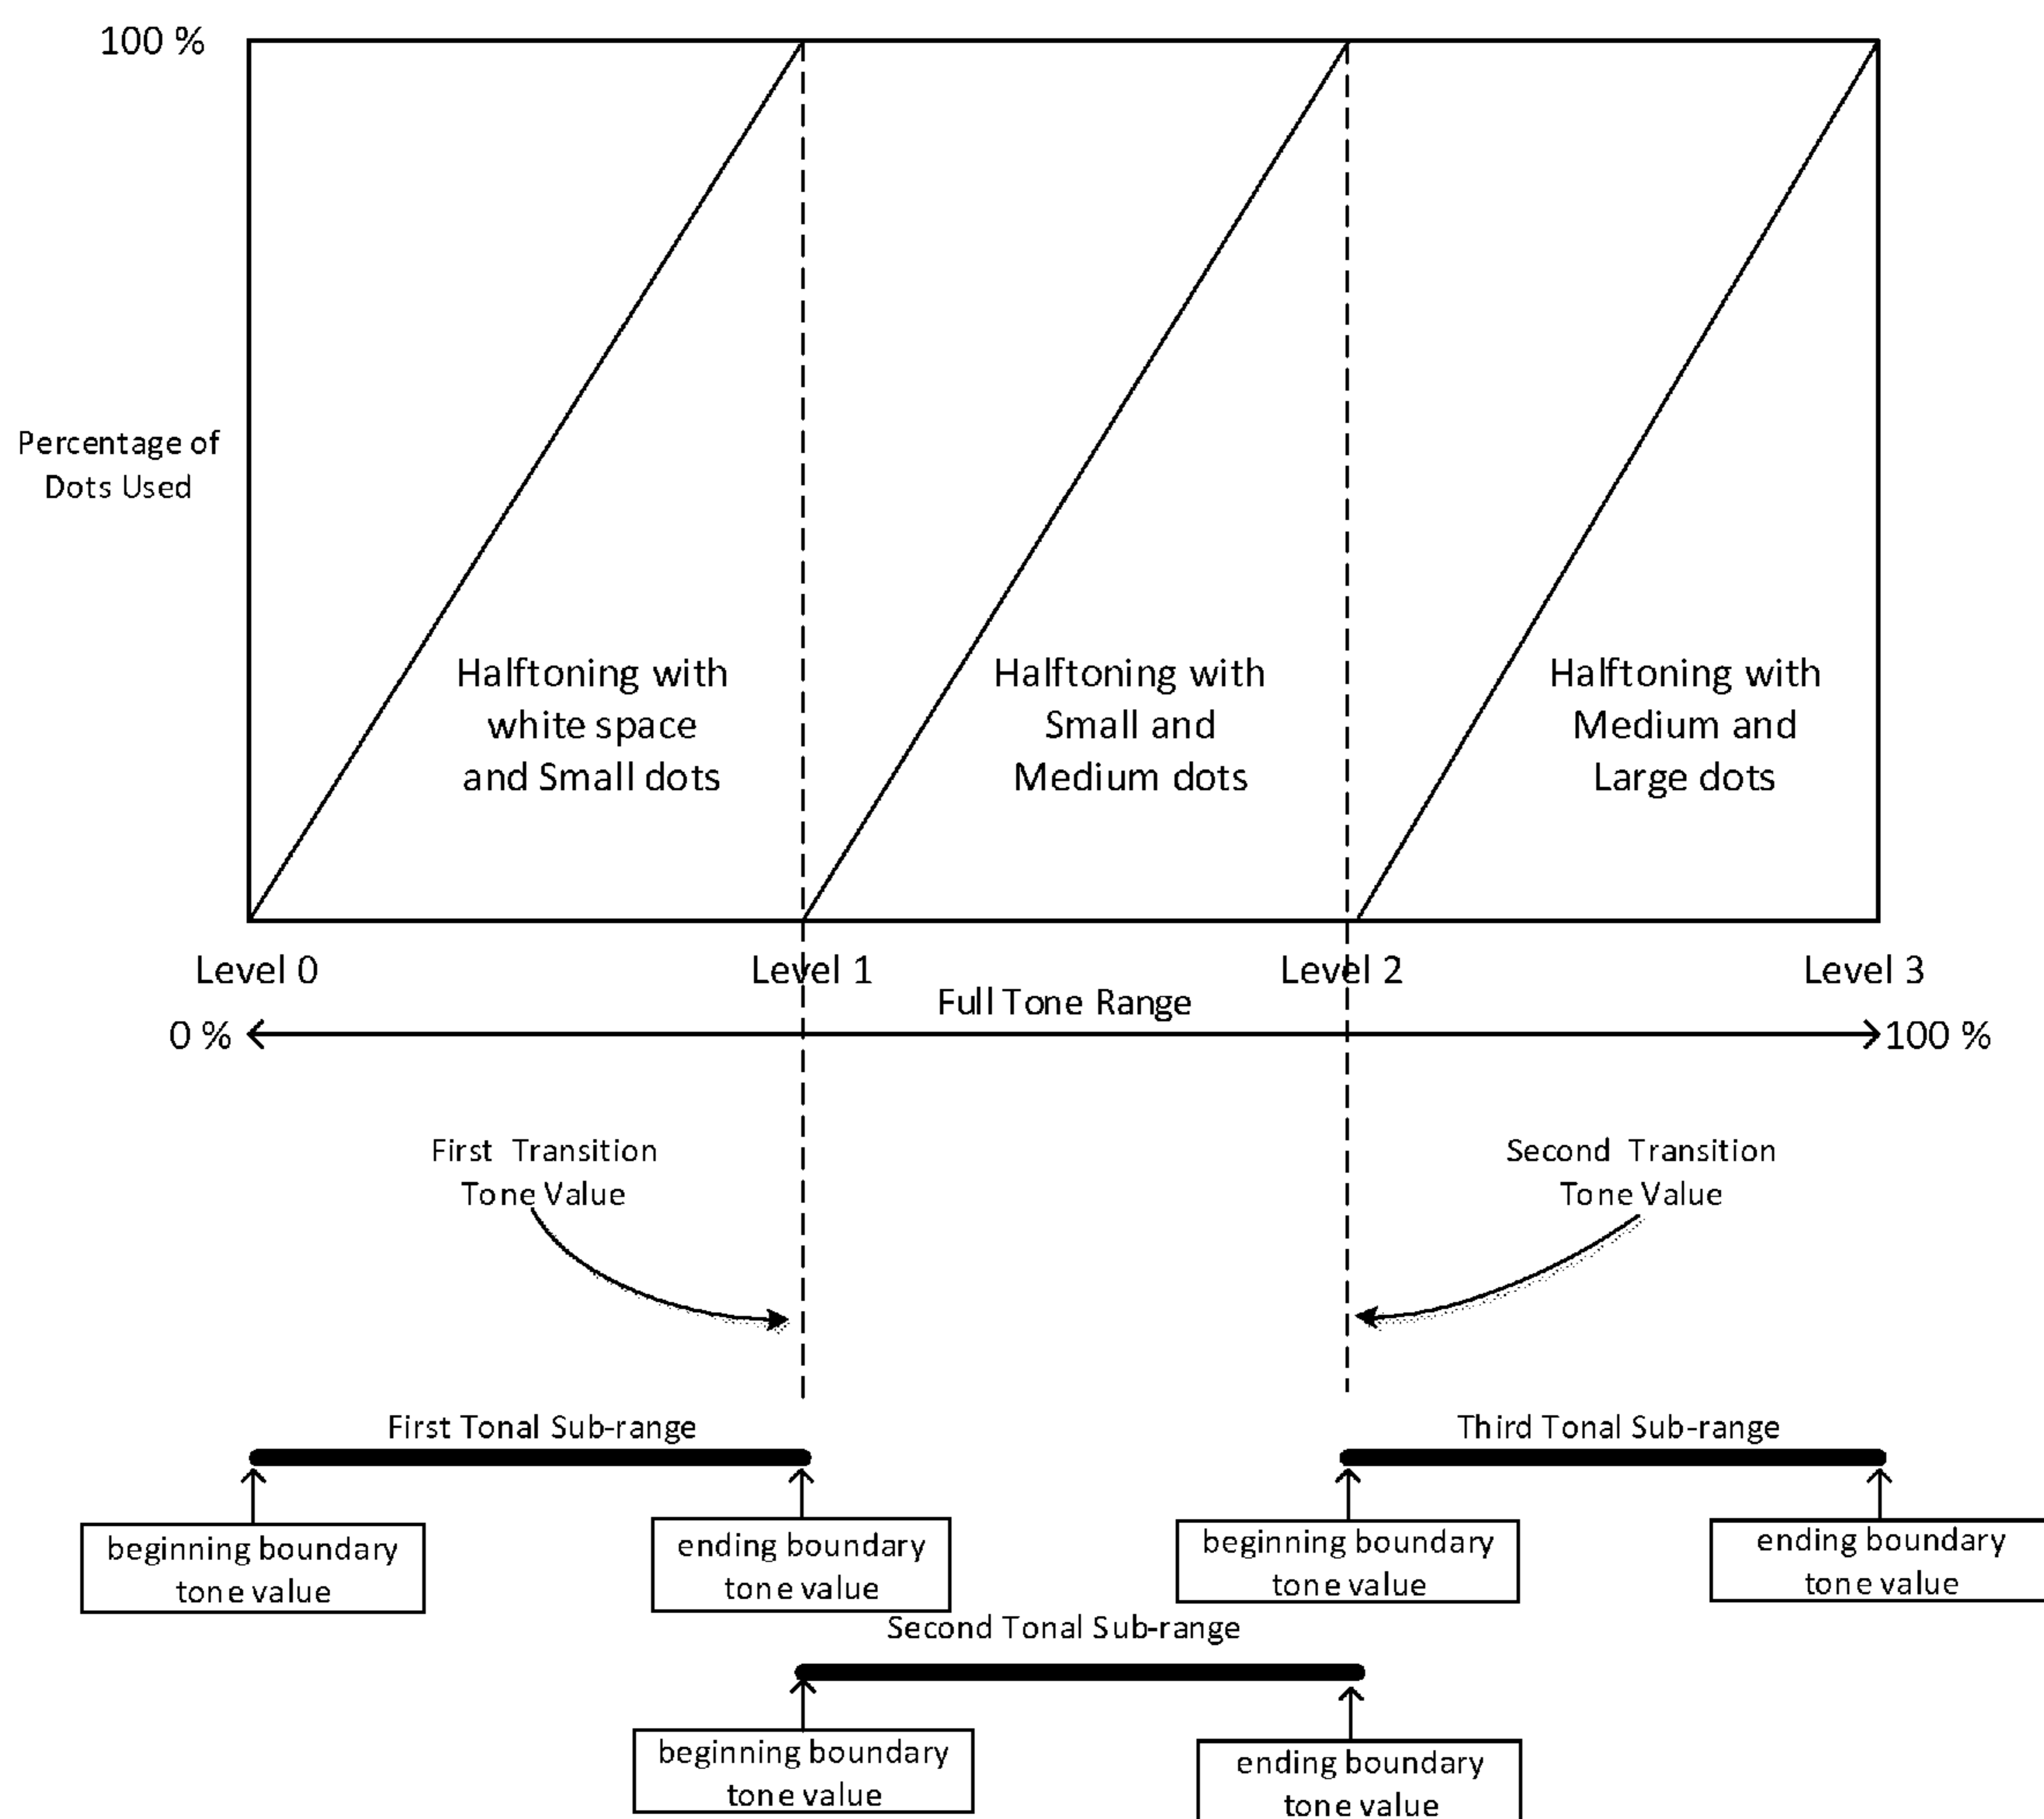 100 %
Percentage of
Dots Used
Halftoning with
white space
and Small dots
Halftoning with
Small and
Medium dots
Halftoning with
Medium and
Large dots
Level 0
Level 1
Level 2
Level 3
Full Tone Range
0 %
100 %
First Transition
Tone Value
Second Transition
Tone Value
First Tonal Sub-range
Third Tonal Sub-range
beginning boundary
tone value
ending boundary
tone value
beginning boundary
tone value
ending boundary
tone value
Second Tonal Sub-range
beginning boundary
tone value
ending boundary
tone value